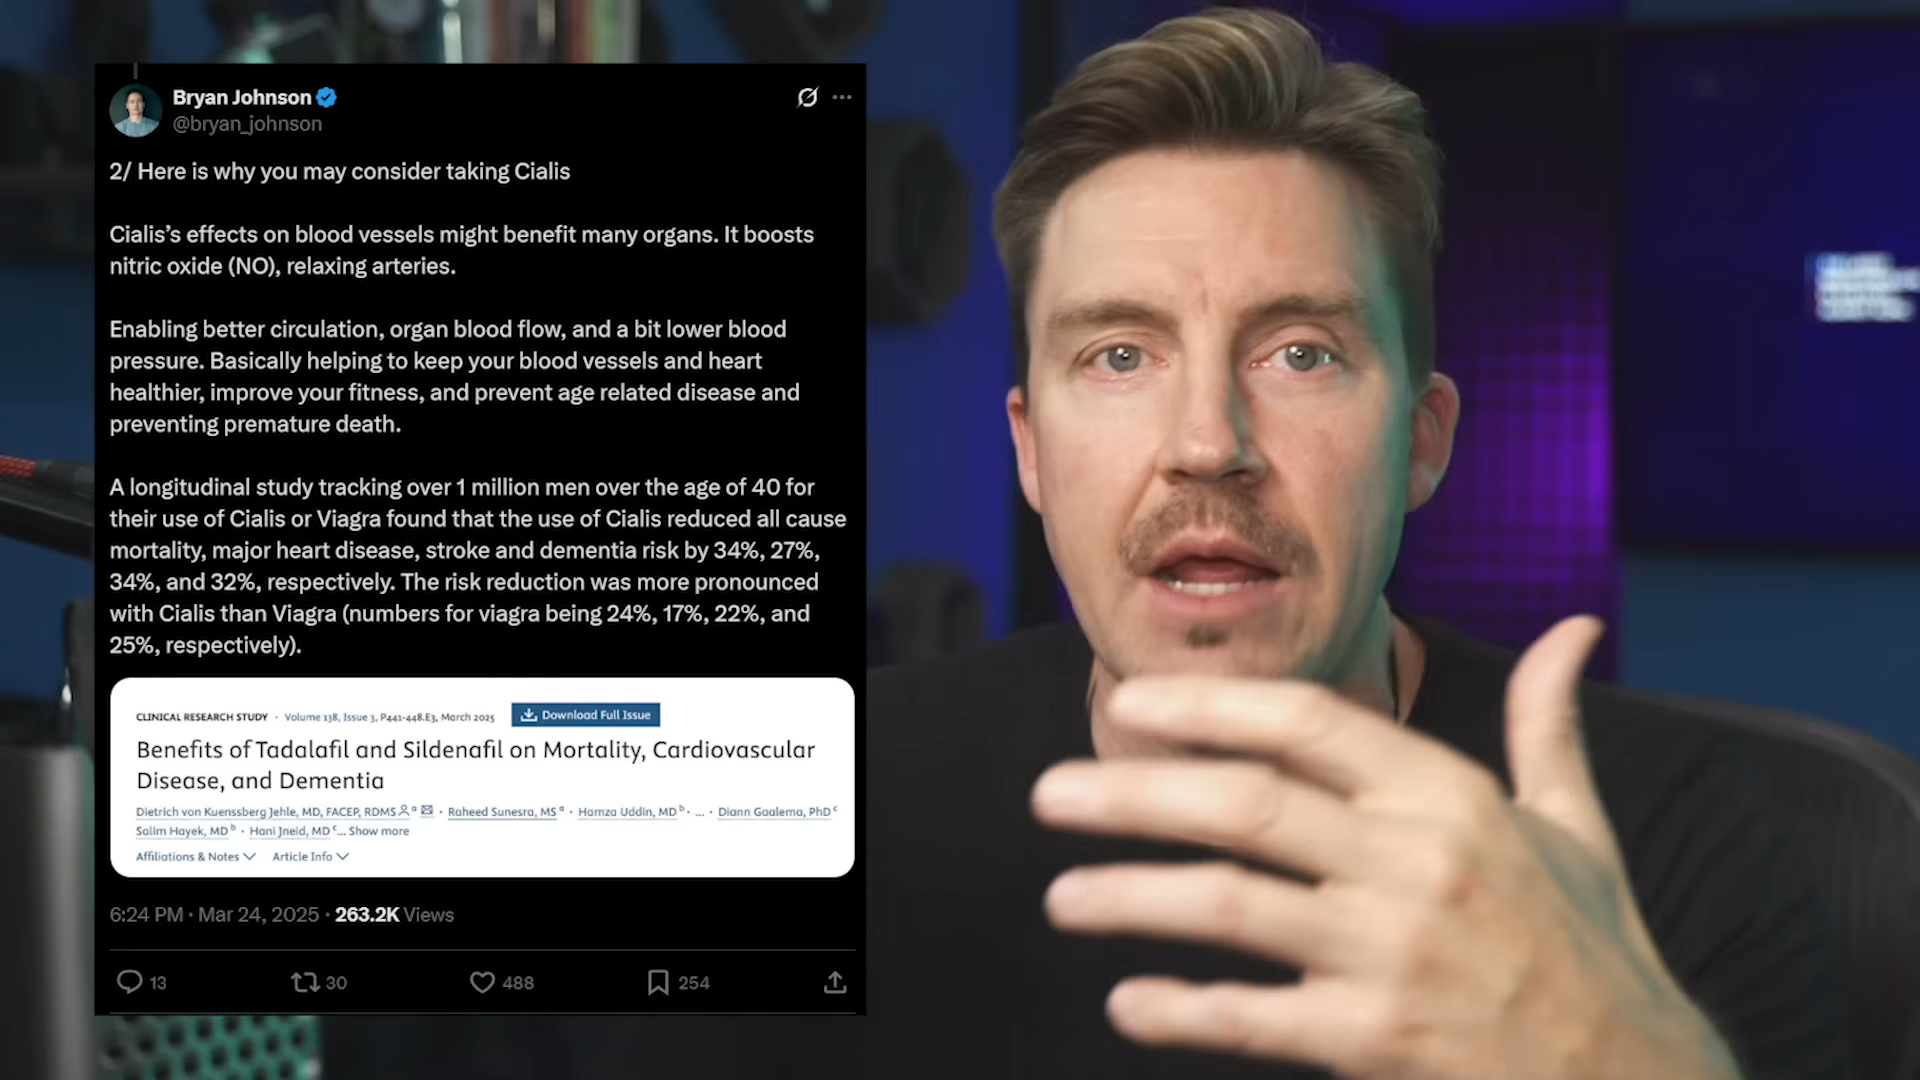 Bryan Johnson
@bryan_johnson
2/ Here is why you may consider taking Cialis
Cialis’s effects on blood vessels might benefit many organs. It boosts
nitric oxide (NO), relaxing arteries.
Enabling better circulation, organ blood flow, and a bit lower blood
pressure. Basically helping to keep your blood vessels and heart
healthier, improve your fitness, and prevent age related disease and
preventing premature death.
A longitudinal study tracking over 1 million men over the age of 40 for
their use of Cialis or Viagra found that the use of Cialis reduced all cause
mortality, major heart disease, stroke and dementia risk by 34%, 27%,
34%, and 32%, respectively. The risk reduction was more pronounced
with Cialis than Viagra (numbers for viagra being 24%, 17%, 22%, and
25%, respectively).
CLINICAL RESEARCH STUDY · Volume 138, Issue 3, P441-448.E3, March 2025 Download Full Issue
Benefits of Tadalafil and Sildenafil on Mortality, Cardiovascular
Disease, and Dementia
Dietrich von Kuenssberg Jehle, MD, FACEP, RDMS a · Raheed Sunesra, MS a · Hamza Uddin, MD b · ... · Diann Gaalema, PhD c
Salim Hayek, MD b · Hani Jneid, MD c ... Show more
Affiliations & Notes Article Info
6:24 PM · Mar 24, 2025 · 263.2K Views
13 30 488 254